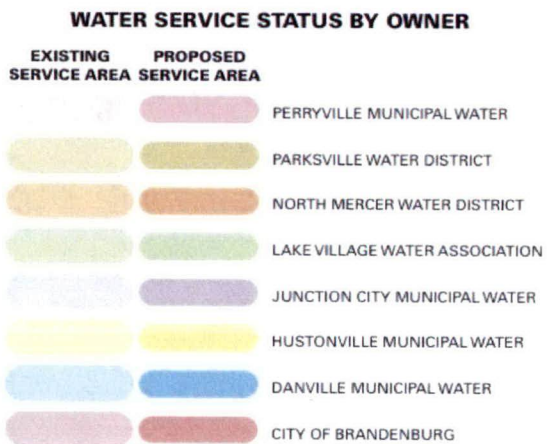 WATER SERVICE STATUS BY OWNER
EXISTING SERVICE AREA
PROPOSED SERVICE AREA
PERRYVILLE MUNICIPAL WATER
PARKSVILLE WATER DISTRICT
NORTH MERCER WATER DISTRICT
LAKE VILLAGE WATER ASSOCIATION
JUNCTION CITY MUNICIPAL WATER
HUSTONVILLE MUNICIPAL WATER
DANVILLE MUNICIPAL WATER
CITY OF BRANDENBURG